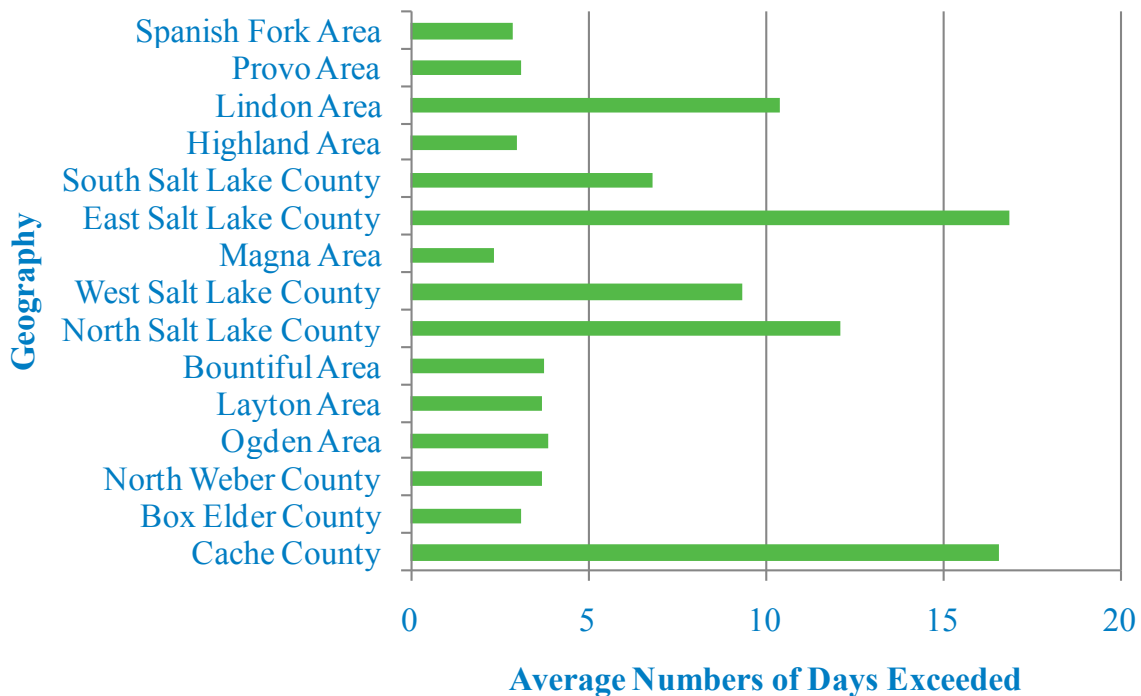 Spanish Fork Area
Provo Area
Lindon Area
Highland Area
South Salt Lake County
East Salt Lake County
Magna Area
West Salt Lake County
North Salt Lake County
Bountiful Area
Layton Area
Ogden Area
North Weber County
Box Elder County
Cache County
Geography
0 5 10 15 20
Average Numbers of Days Exceeded